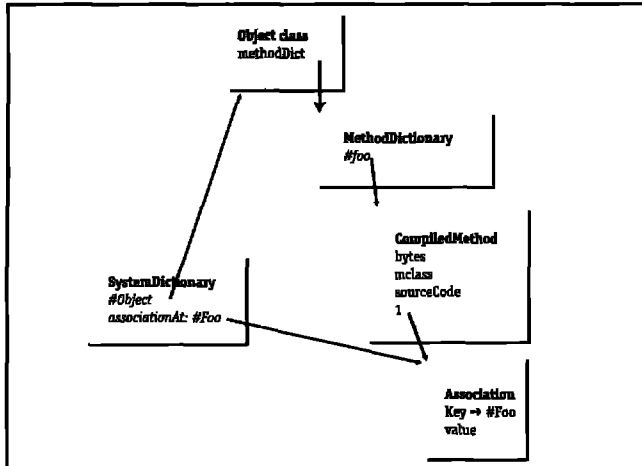 Object class
methodDict
MethodDictionary
#foo
CompiledMethod
bytes
mclass
sourceCode
1
SystemDictionary
#Object
associationAt: #Foo
Association
Key → #Foo
value